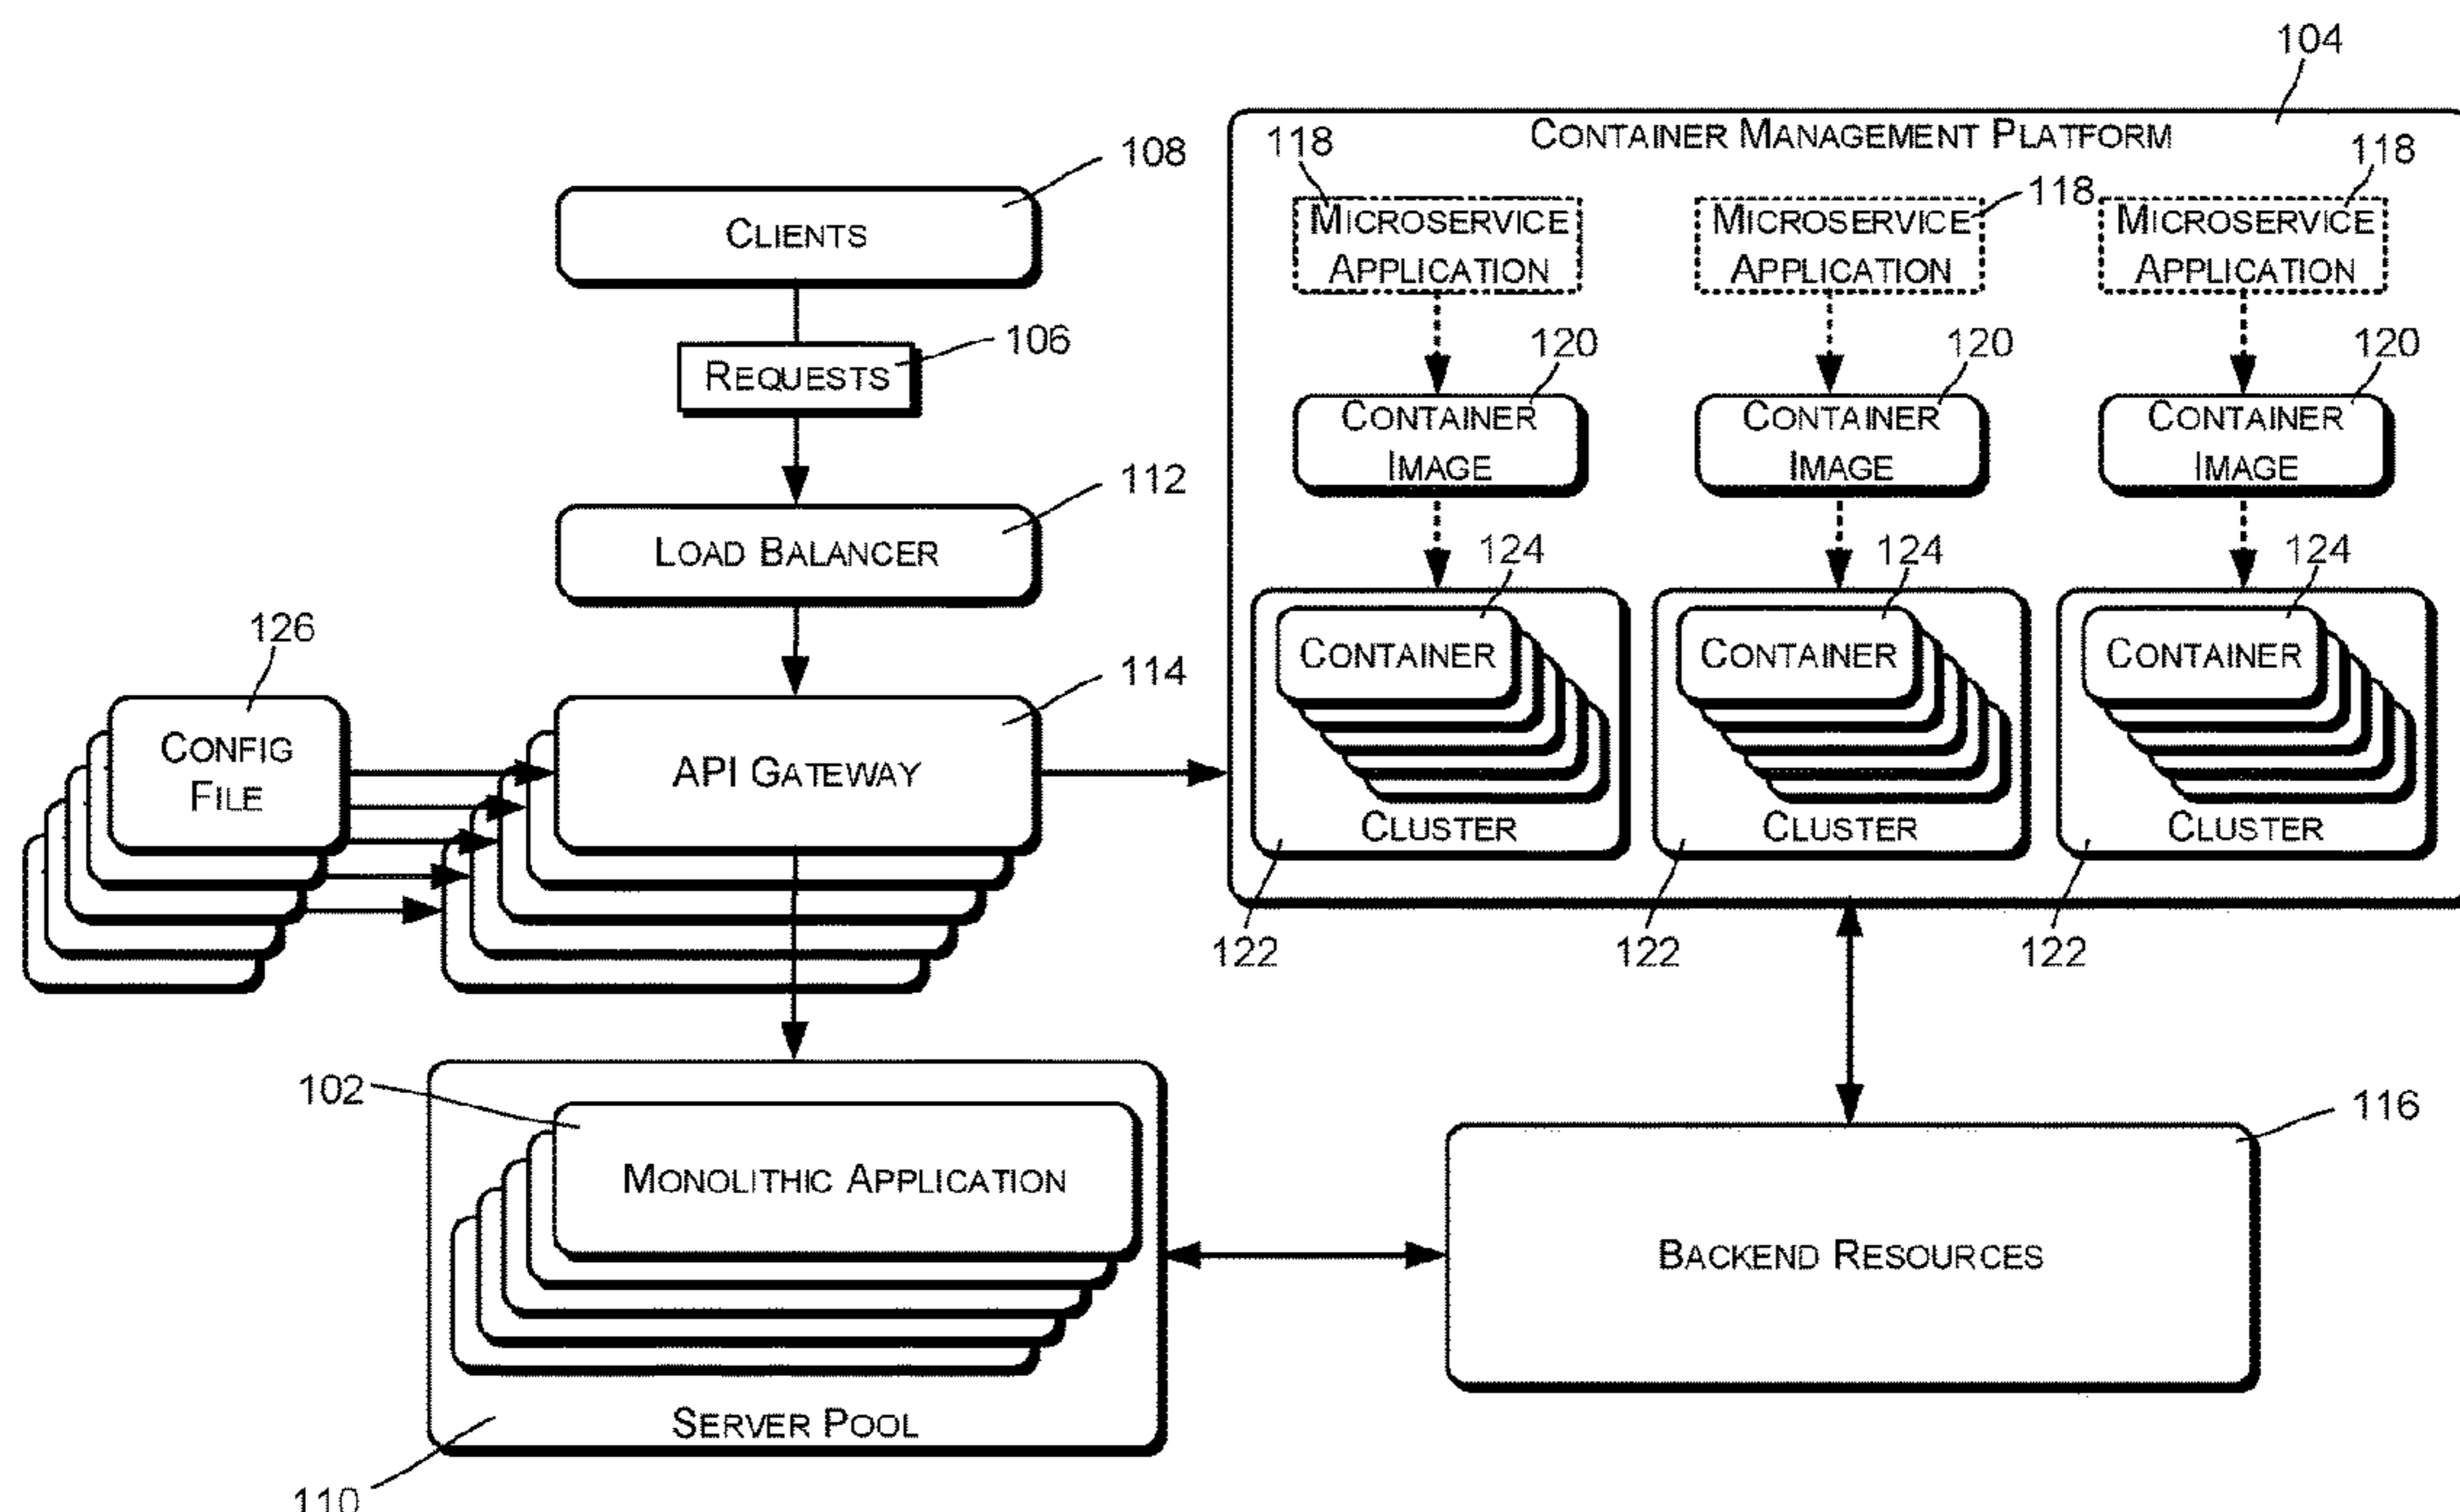 104
CONTAINER MANAGEMENT PLATFORM
118
118
118
MICROSERVICE
APPLICATION
MICROSERVICE
APPLICATION
MICROSERVICE
APPLICATION
108
CLIENTS
106
REQUESTS
120
120
120
CONTAINER
IMAGE
CONTAINER
IMAGE
CONTAINER
IMAGE
112
LOAD BALANCER
124
124
124
CONTAINER
CONTAINER
CONTAINER
CLUSTER
CLUSTER
CLUSTER
122
122
122
126
CONFIG
FILE
114
API GATEWAY
102
MONOLITHIC APPLICATION
SERVER POOL
110
116
BACKEND RESOURCES